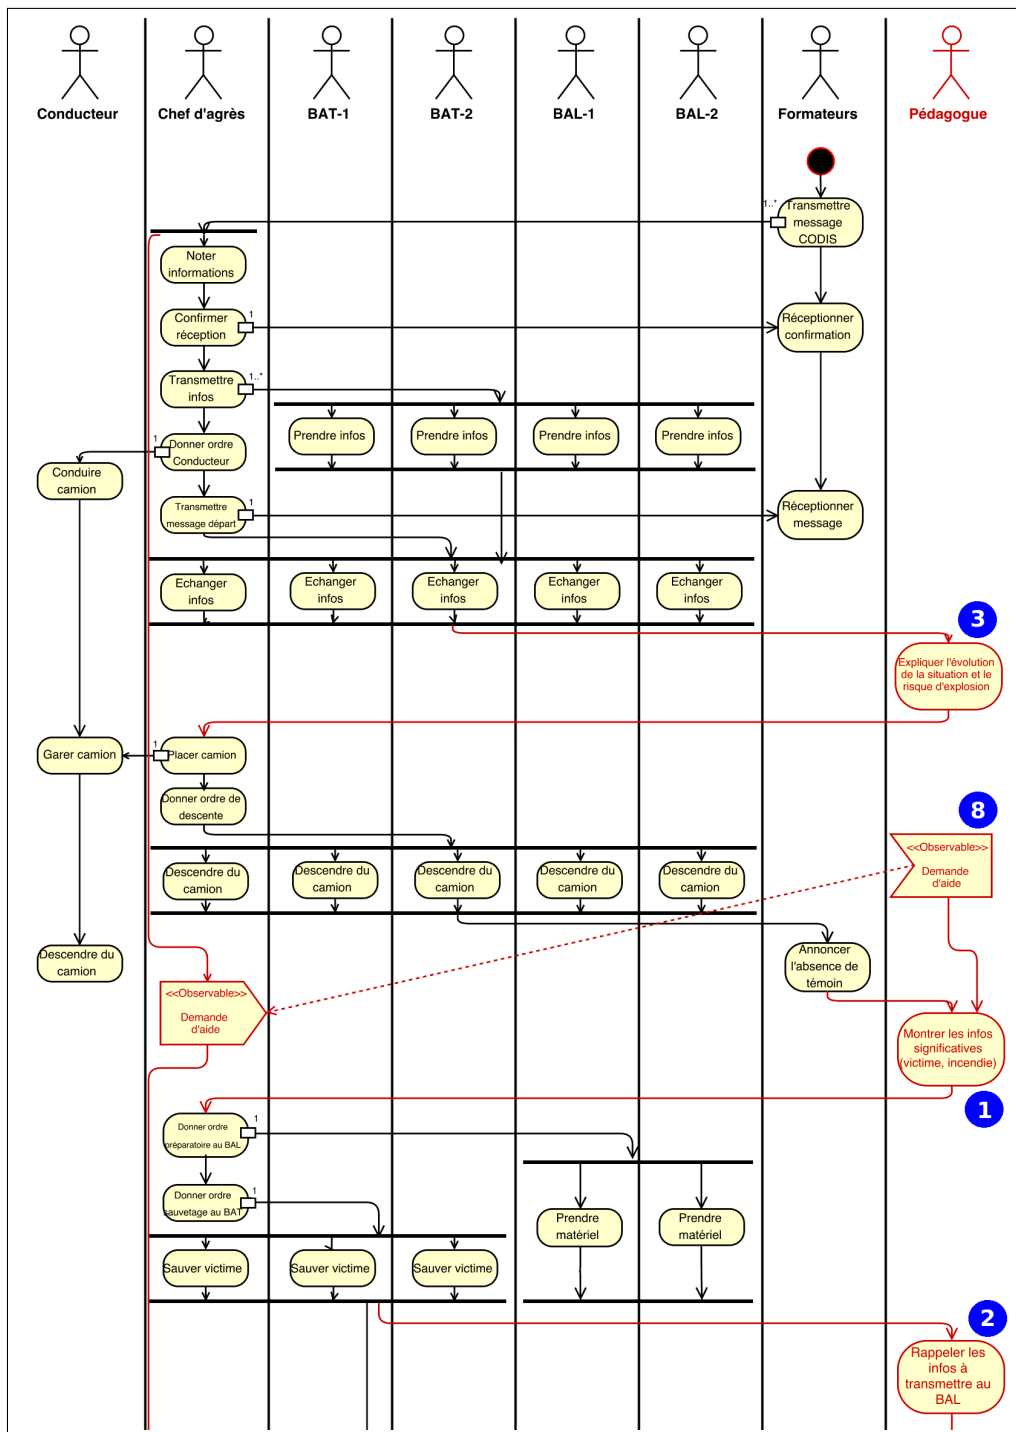 Conducteur
Chef d'agrès
BAT-1
BAT-2
BAL-1
BAL-2
Formateurs
Pédagogue
1..*
Transmettre
message
CODIS
Noter
informations
Confirmer
réception
1
Réceptionner
confirmation
Transmettre
infos
1..*
Prendre infos
Prendre infos
Prendre infos
Prendre infos
1
Donner ordre
Conducteur
Conduire
camion
Transmettre
message départ
1
Réceptionner
message
Echanger
infos
Echanger
infos
Echanger
infos
Echanger
infos
Echanger
infos
3
Expliquer l'évolution
de la situation et le
risque d'explosion
Garer camion
1
Placer camion
Donner ordre de
descente
8
<<Observable>>
Demande
d'aide
Descendre du
camion
Descendre du
camion
Descendre du
camion
Descendre du
camion
Descendre du
camion
Descendre du
camion
Annoncer
l'absence de
témoin
<<Observable>>
Demande
d'aide
Montrer les infos
significatives
(victime, incendie)
1
Donner ordre
préparatoire au BAL
1
Donner ordre
sauvetage au BAT
1
Prendre
matériel
Prendre
matériel
Sauver victime
Sauver victime
Sauver victime
2
Rappeler les
infos à
transmettre au
BAL